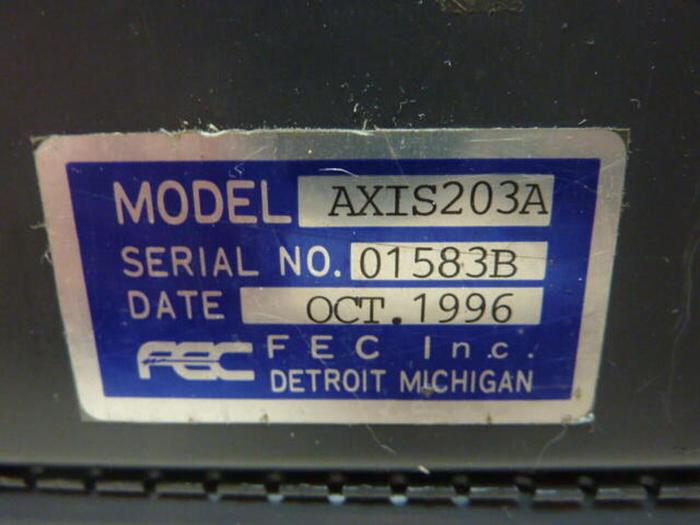 MODEL AXIS203A
SERIAL NO. 01583B
DATE OCT.1996
FEC FEC Inc.
DETROIT MICHIGAN